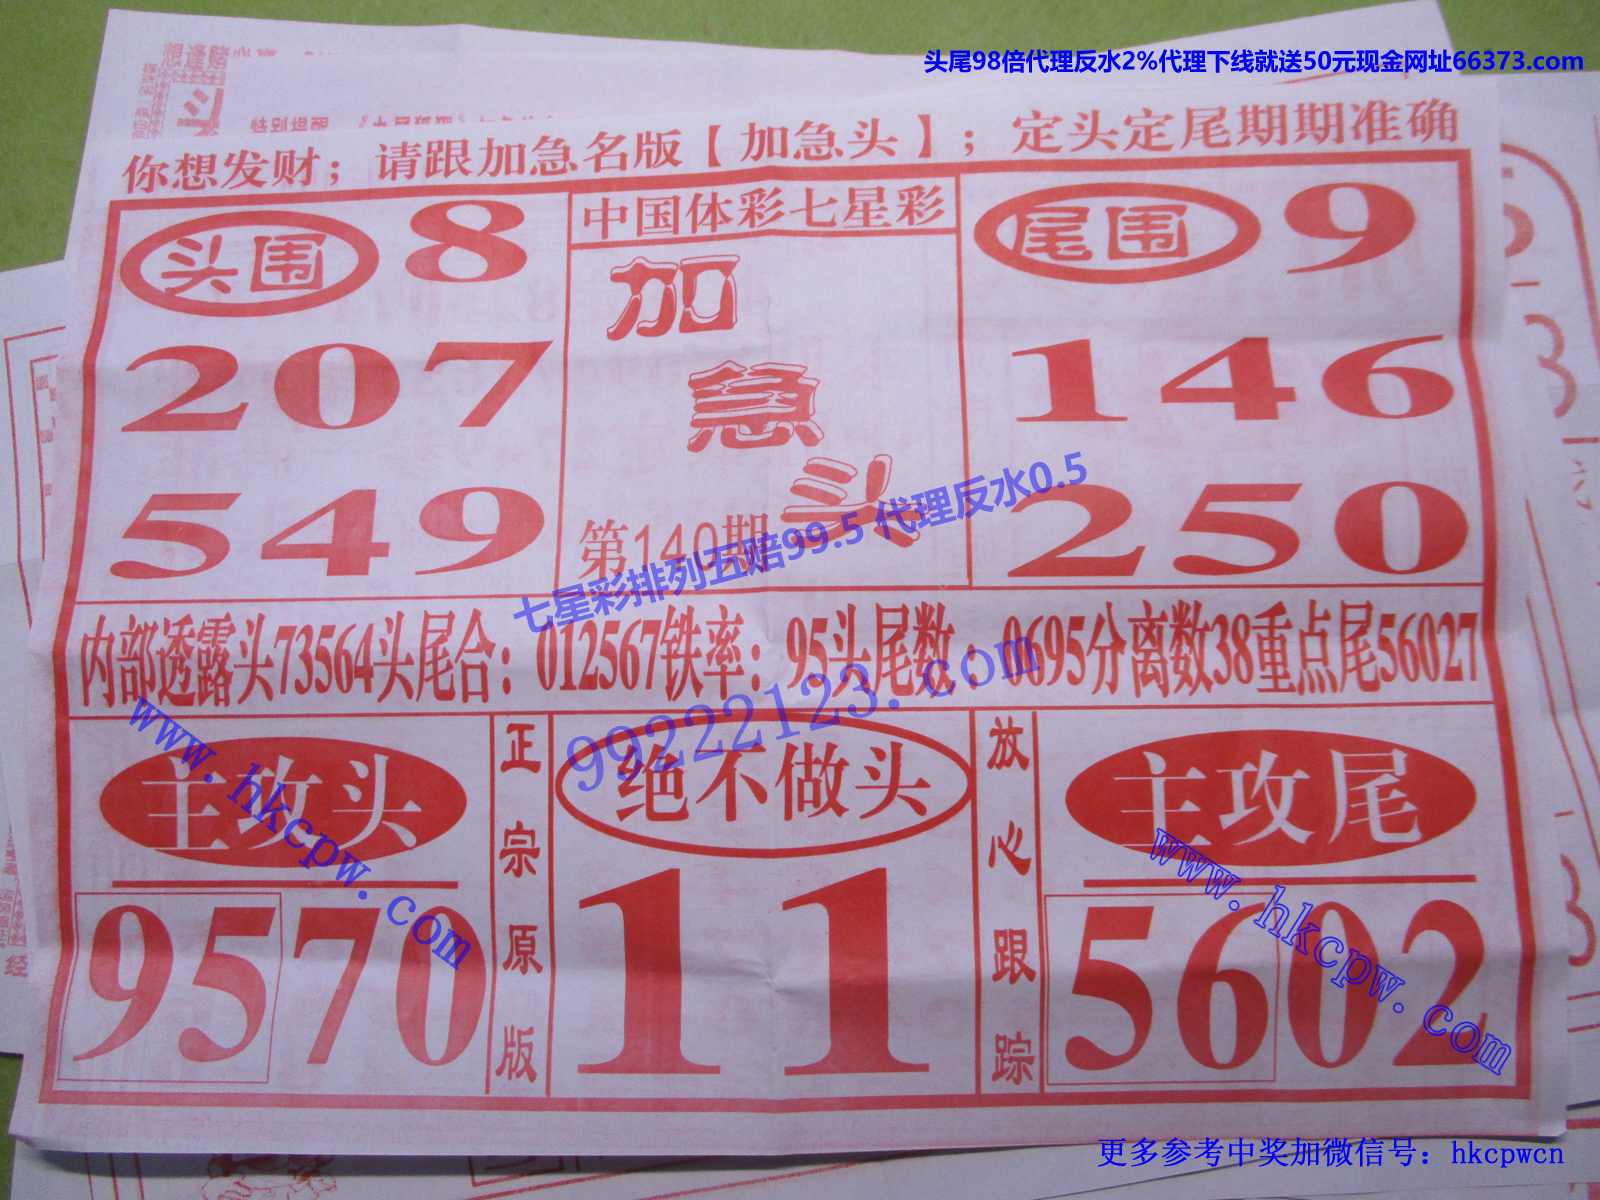 头尾98倍代理反水2%代理下线就送50元现金网址66373.com
你想发财；请跟加急名版【加急头】；定头定尾期期准确
头围 8
207
549
中国体彩七星彩
加急头
第140期
尾围 9
146
250
七星彩排列五赔99.5 代理反水0.5
内部透露头73564头尾合：012567铁率：95头尾数：0695分离数38重点尾56027
99222123.com
主攻头
9570
正宗原版
绝不做头
11
放心跟踪
主攻尾
5602
www.hkcpw.com
www.hkcpw.com
更多参考中奖加微信号：hkcpwcn